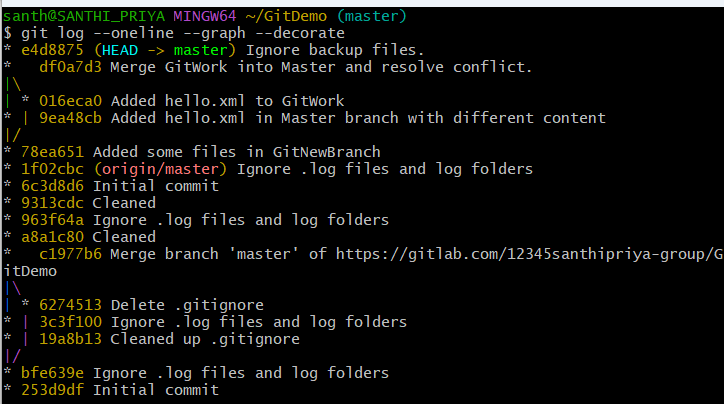 santh@SANTHI_PRIYA MINGW64 ~/GitDemo (master)
$ git log --oneline --graph --decorate
* e4d8875 (HEAD -> master) Ignore backup files.
*   df0a7d3 Merge GitWork into Master and resolve conflict.
|\
| * 016eca0 Added hello.xml to GitWork
* | 9ea48cb Added hello.xml in Master branch with different content
|/
* 78ea651 Added some files in GitNewBranch
* 1f02cbc (origin/master) Ignore .log files and log folders
* 6c3d8d6 Initial commit
* 9313cdc Cleaned
* 963f64a Ignore .log files and log folders
* a8a1c80 Cleaned
*   c1977b6 Merge branch 'master' of https://gitlab.com/12345santhipriya-group/G
itDemo
|\
| * 6274513 Delete .gitignore
* | 3c3f100 Ignore .log files and log folders
* | 19a8b13 Cleaned up .gitignore
|/
* bfe639e Ignore .log files and log folders
* 253d9df Initial commit